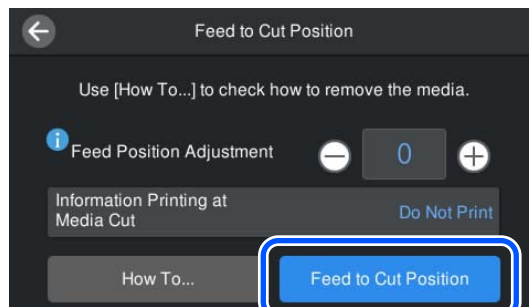 Feed to Cut Position
Use [How To...] to check how to remove the media.
i
Feed Position Adjustment
0
Information Printing at
Media Cut
Do Not Print
How To...
Feed to Cut Position